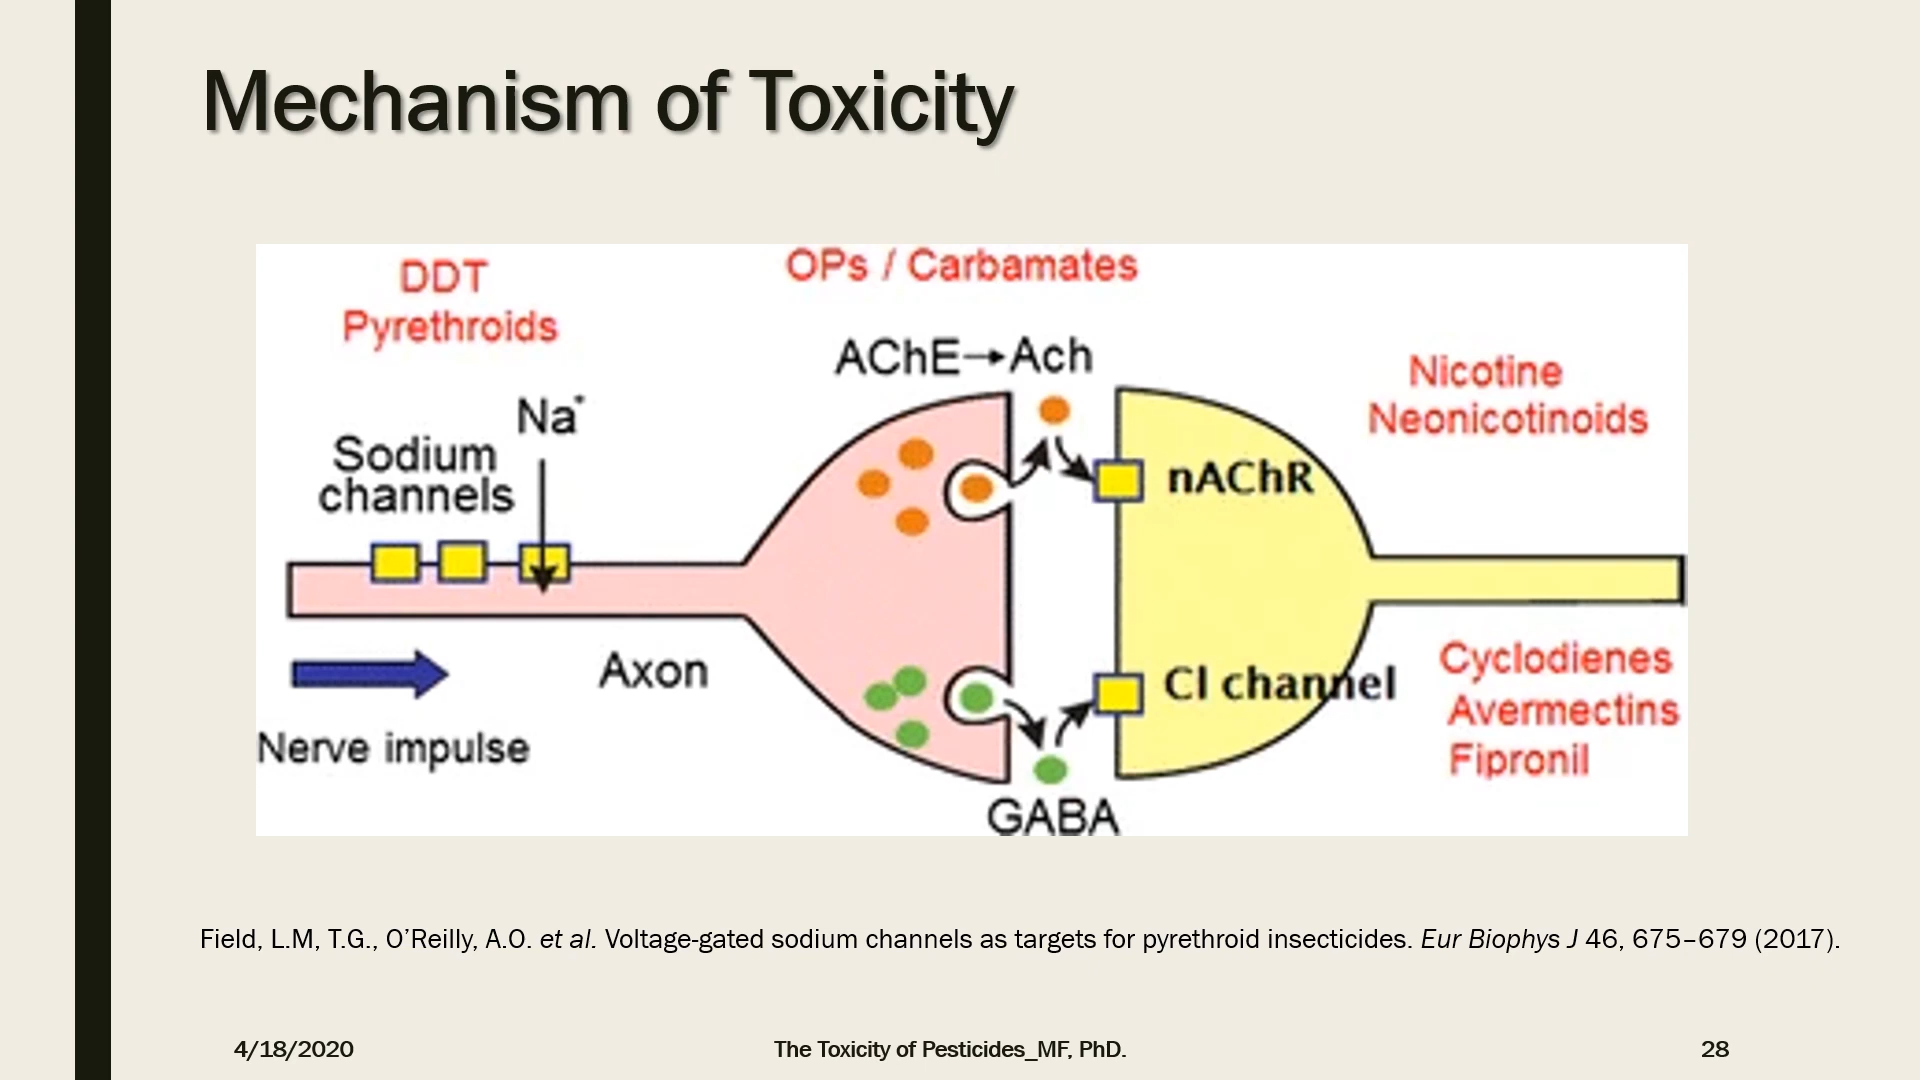 Mechanism of Toxicity
DDT
Pyrethroids
OPs / Carbamates
AChE→Ach
Nicotine
Neonicotinoids
Na⁺
Sodium
channels
nAChR
Axon
Nerve impulse
Cl channel
Cyclodienes
Avermectins
Fipronil
GABA
Field, L.M, T.G., O’Reilly, A.O. et al. Voltage-gated sodium channels as targets for pyrethroid insecticides. Eur Biophys J 46, 675–679 (2017).
4/18/2020
The Toxicity of Pesticides_MF, PhD.
28